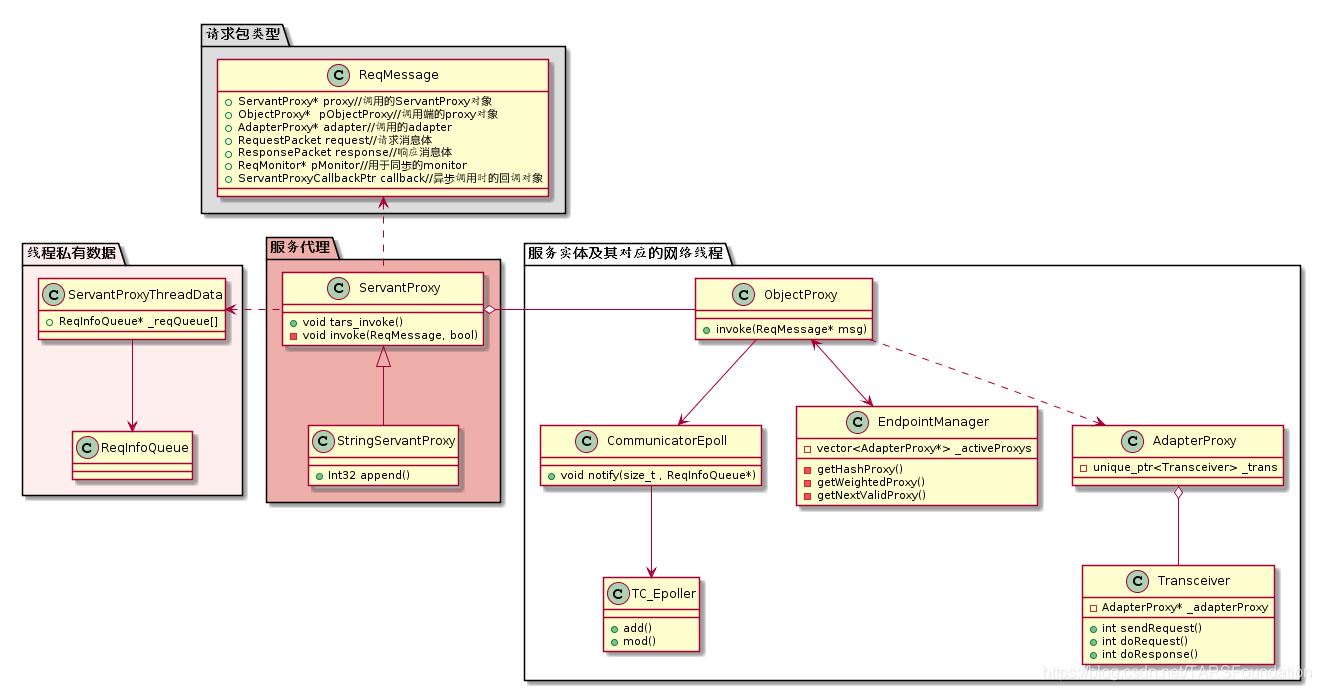 请求包类型
ReqMessage
ServantProxy* proxy//调用的ServantProxy对象
ObjectProxy*  pObjectProxy//调用端的proxy对象
AdapterProxy* adapter//调用的adapter
RequestPacket request//请求消息体
ResponsePacket response//响应消息体
ReqMonitor* pMonitor//用于同步的monitor
ServantProxyCallbackPtr callback//异步调用时的回调对象
线程私有数据
ServantProxyThreadData
ReqInfoQueue* _reqQueue[]
ReqInfoQueue
服务代理
ServantProxy
void tars_invoke()
void invoke(ReqMessage, bool)
StringServantProxy
Int32 append()
服务实体及其对应的网络线程
ObjectProxy
invoke(ReqMessage* msg)
CommunicatorEpoll
void notify(size_t , ReqInfoQueue*)
EndpointManager
vector<AdapterProxy*> _activeProxys
getHashProxy()
getWeightedProxy()
getNextValidProxy()
AdapterProxy
unique_ptr<Transceiver> _trans
TC_Epoller
add()
mod()
Transceiver
AdapterProxy* _adapterProxy
int sendRequest()
int doRequest()
int doResponse()
https://blog.csdn.net/TARSFoundation